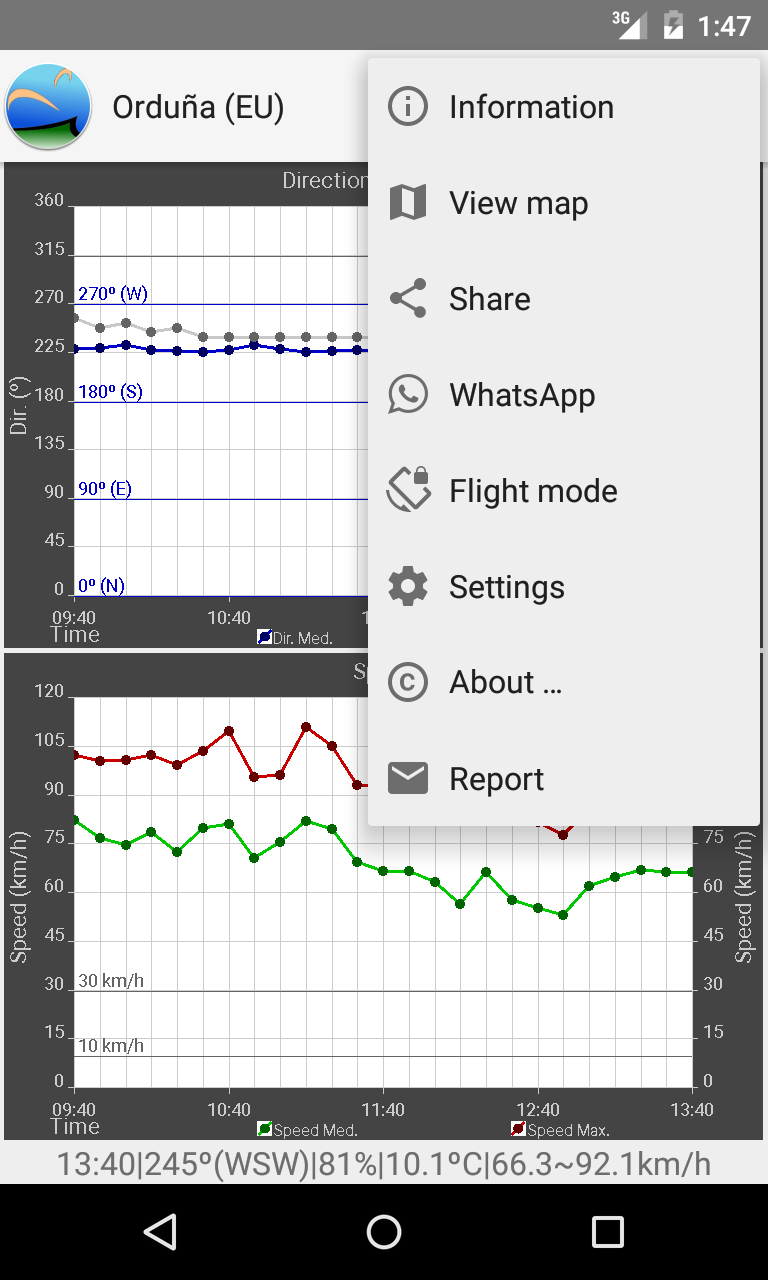 3G 1:47
Orduña (EU)
Information
View map
Share
WhatsApp
Flight mode
Settings
About ...
Report
Direction
Dir. (º)
360
315
270
225
180
135
90
45
0
270º (W)
180º (S)
90º (E)
0º (N)
09:40 10:40
Time
Dir. Med.
Speed (km/h)
120
105
90
75
60
45
30
15
0
30 km/h
10 km/h
75
60
45
30
15
0
Speed (km/h)
09:40 10:40 11:40 12:40 13:40
Time
Speed Med. Speed Max.
13:40|245º(WSW)|81%|10.1ºC|66.3~92.1km/h